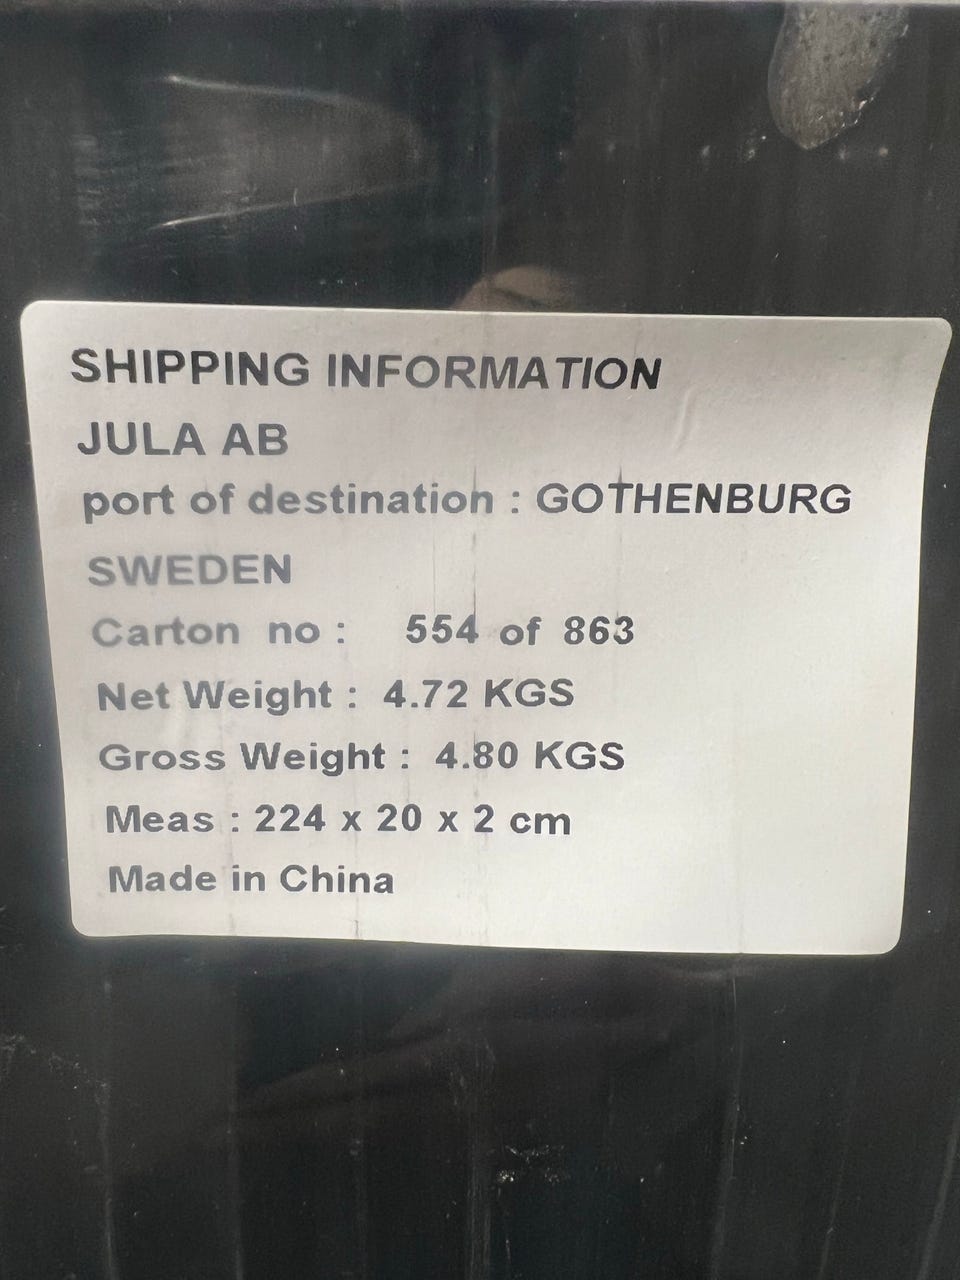 SHIPPING INFORMATION
JULA AB
port of destination : GOTHENBURG
SWEDEN
Carton no : 554 of 863
Net Weight : 4.72 KGS
Gross Weight : 4.80 KGS
Meas : 224 x 20 x 2 cm
Made in China